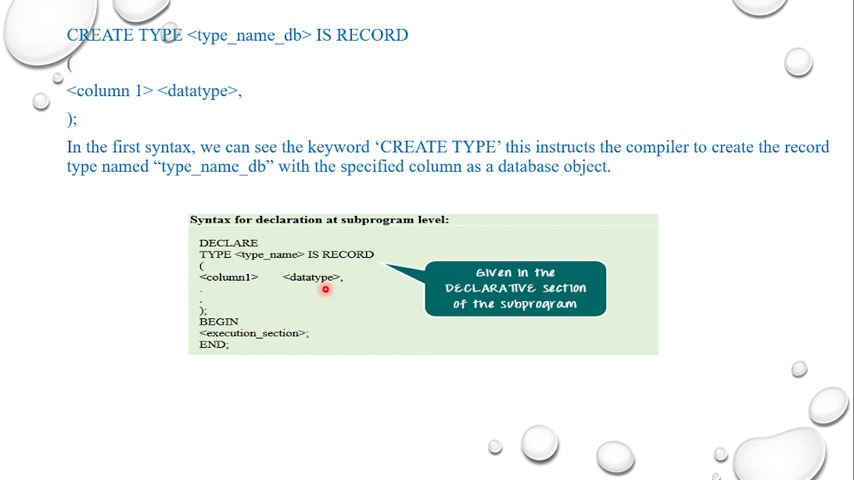 CREATE TYPE <type_name_db> IS RECORD
(
<column 1> <datatype>,
);
In the first syntax, we can see the keyword ‘CREATE TYPE’ this instructs the compiler to create the record
type named “type_name_db” with the specified column as a database object.
Syntax for declaration at subprogram level:
DECLARE
TYPE <type_name> IS RECORD
(
<column1> <datatype>,
.
.
);
BEGIN
<execution_section>;
END;
Given in the
DECLARATIVE section
of the subprogram